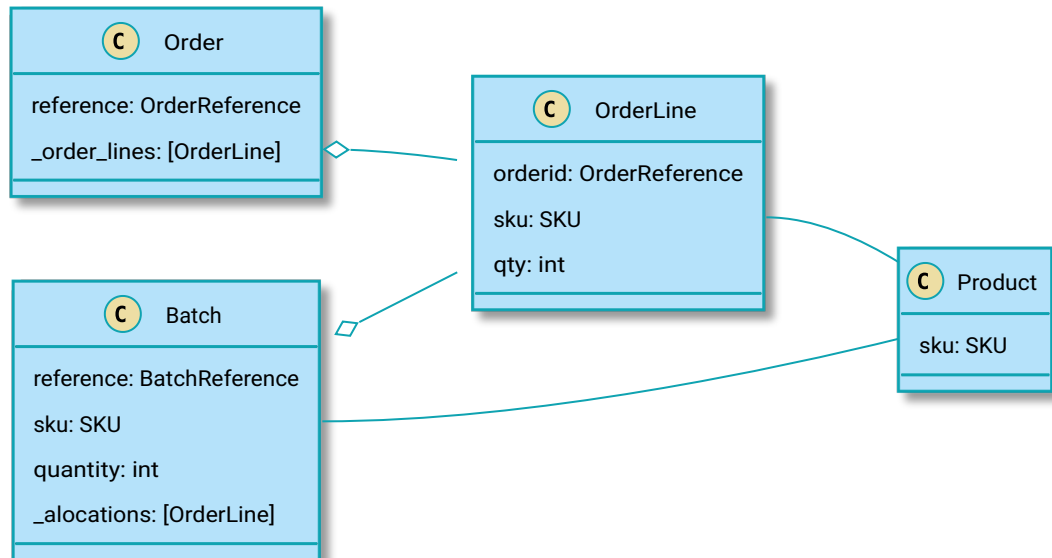 C Order
reference: OrderReference
_order_lines: [OrderLine]
C OrderLine
orderid: OrderReference
sku: SKU
qty: int
C Batch
reference: BatchReference
sku: SKU
quantity: int
_alocations: [OrderLine]
C Product
sku: SKU